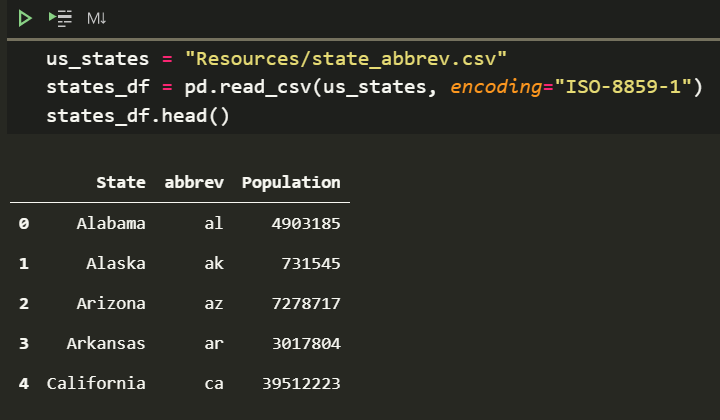 M↓
us_states = "Resources/state_abbrev.csv"
states_df = pd.read_csv(us_states, encoding="ISO-8859-1")
states_df.head()
State abbrev Population
0 Alabama al 4903185
1 Alaska ak 731545
2 Arizona az 7278717
3 Arkansas ar 3017804
4 California ca 39512223